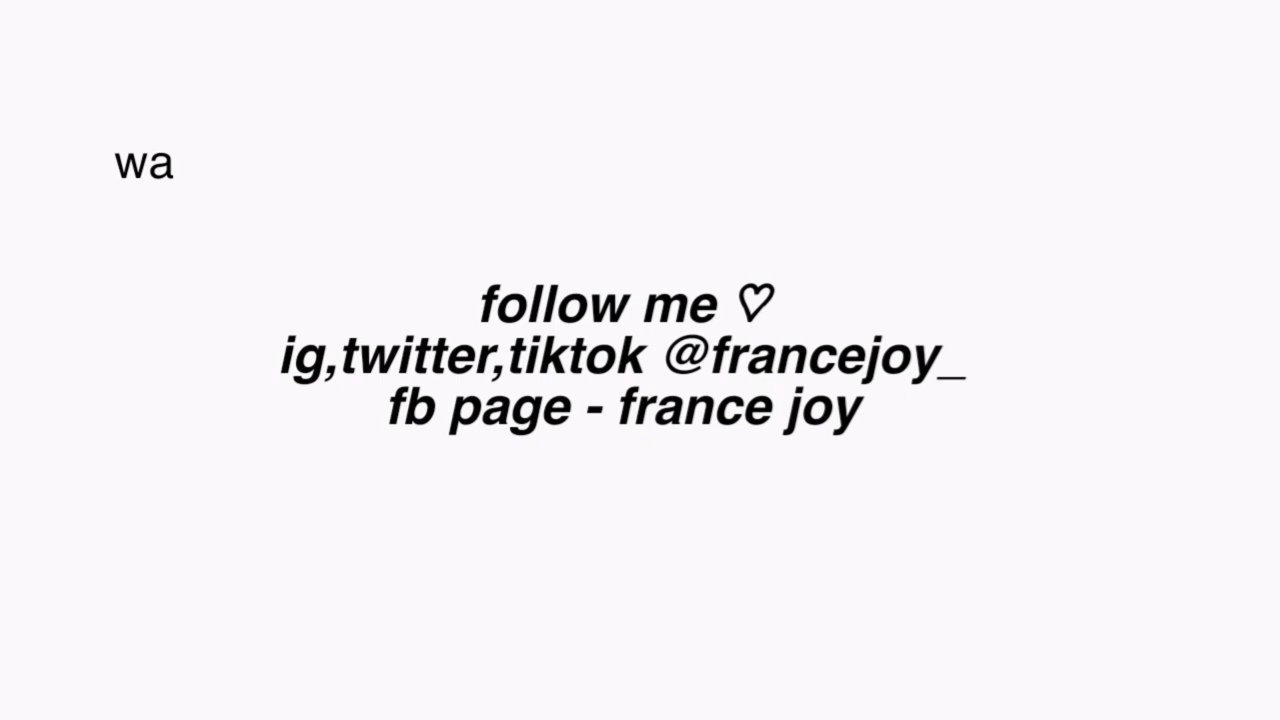 wa
follow me ♡
ig,twitter,tiktok @francejoy_
fb page - france joy